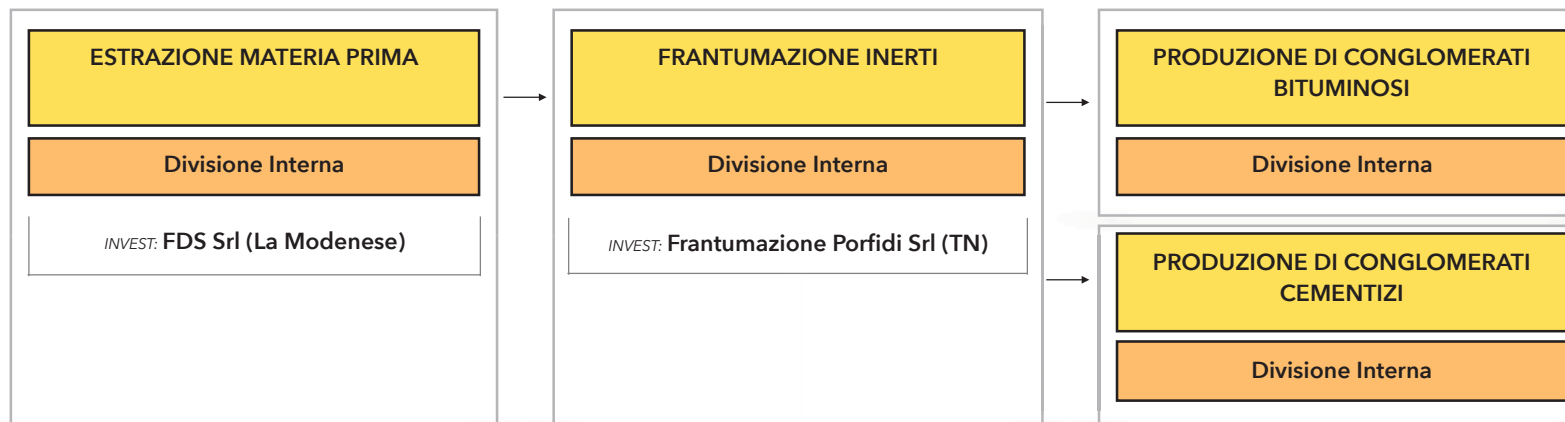 ESTRAZIONE MATERIA PRIMA
Divisione Interna
INVEST: FDS Srl (La Modenese)
FRANTUMAZIONE INERTI
Divisione Interna
INVEST: Frantumazione Porfidi Srl (TN)
PRODUZIONE DI CONGLOMERATI
BITUMINOSI
Divisione Interna
PRODUZIONE DI CONGLOMERATI
CEMENTIZI
Divisione Interna